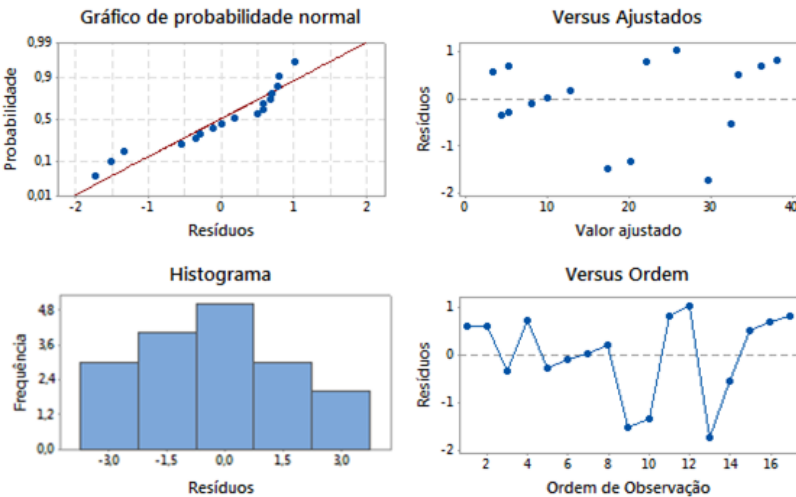 Gráfico de probabilidade normal
Probabilidade
0,99
0,9
0,5
0,1
0,01
-2 -1 0 1 2
Resíduos
Versus Ajustados
Resíduos
1
0
-1
-2
0 10 20 30 40
Valor ajustado
Histograma
Frequência
4,8
3,6
2,4
1,2
0,0
-3,0 -1,5 0,0 1,5 3,0
Resíduos
Versus Ordem
Resíduos
1
0
-1
-2
2 4 6 8 10 12 14 16
Ordem de Observação